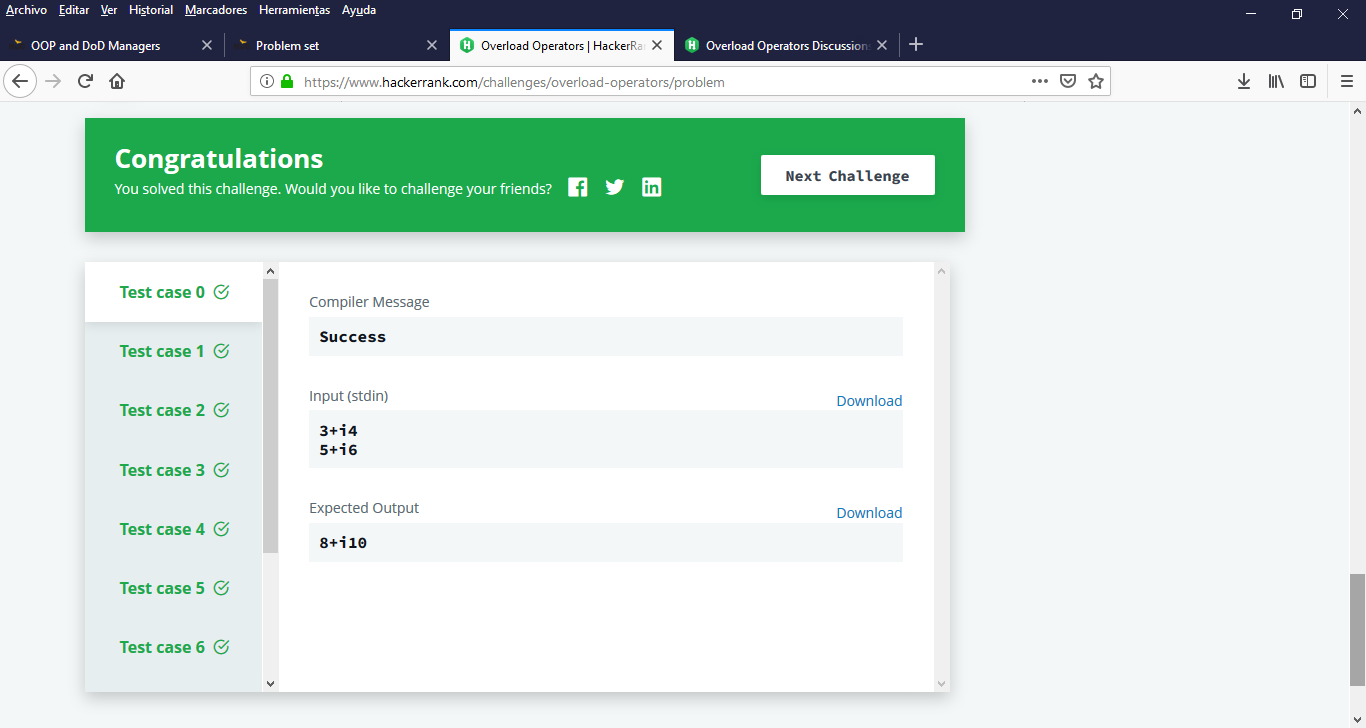 Archivo Editar Ver Historial Marcadores Herramientas Ayuda
OOP and DoD Managers
Problem set
Overload Operators | HackerRa
Overload Operators Discussion
https://www.hackerrank.com/challenges/overload-operators/problem
Congratulations
You solved this challenge. Would you like to challenge your friends?
Next Challenge
Test case 0
Test case 1
Test case 2
Test case 3
Test case 4
Test case 5
Test case 6
Compiler Message
Success
Input (stdin)
Download
3+i4
5+i6
Expected Output
Download
8+i10